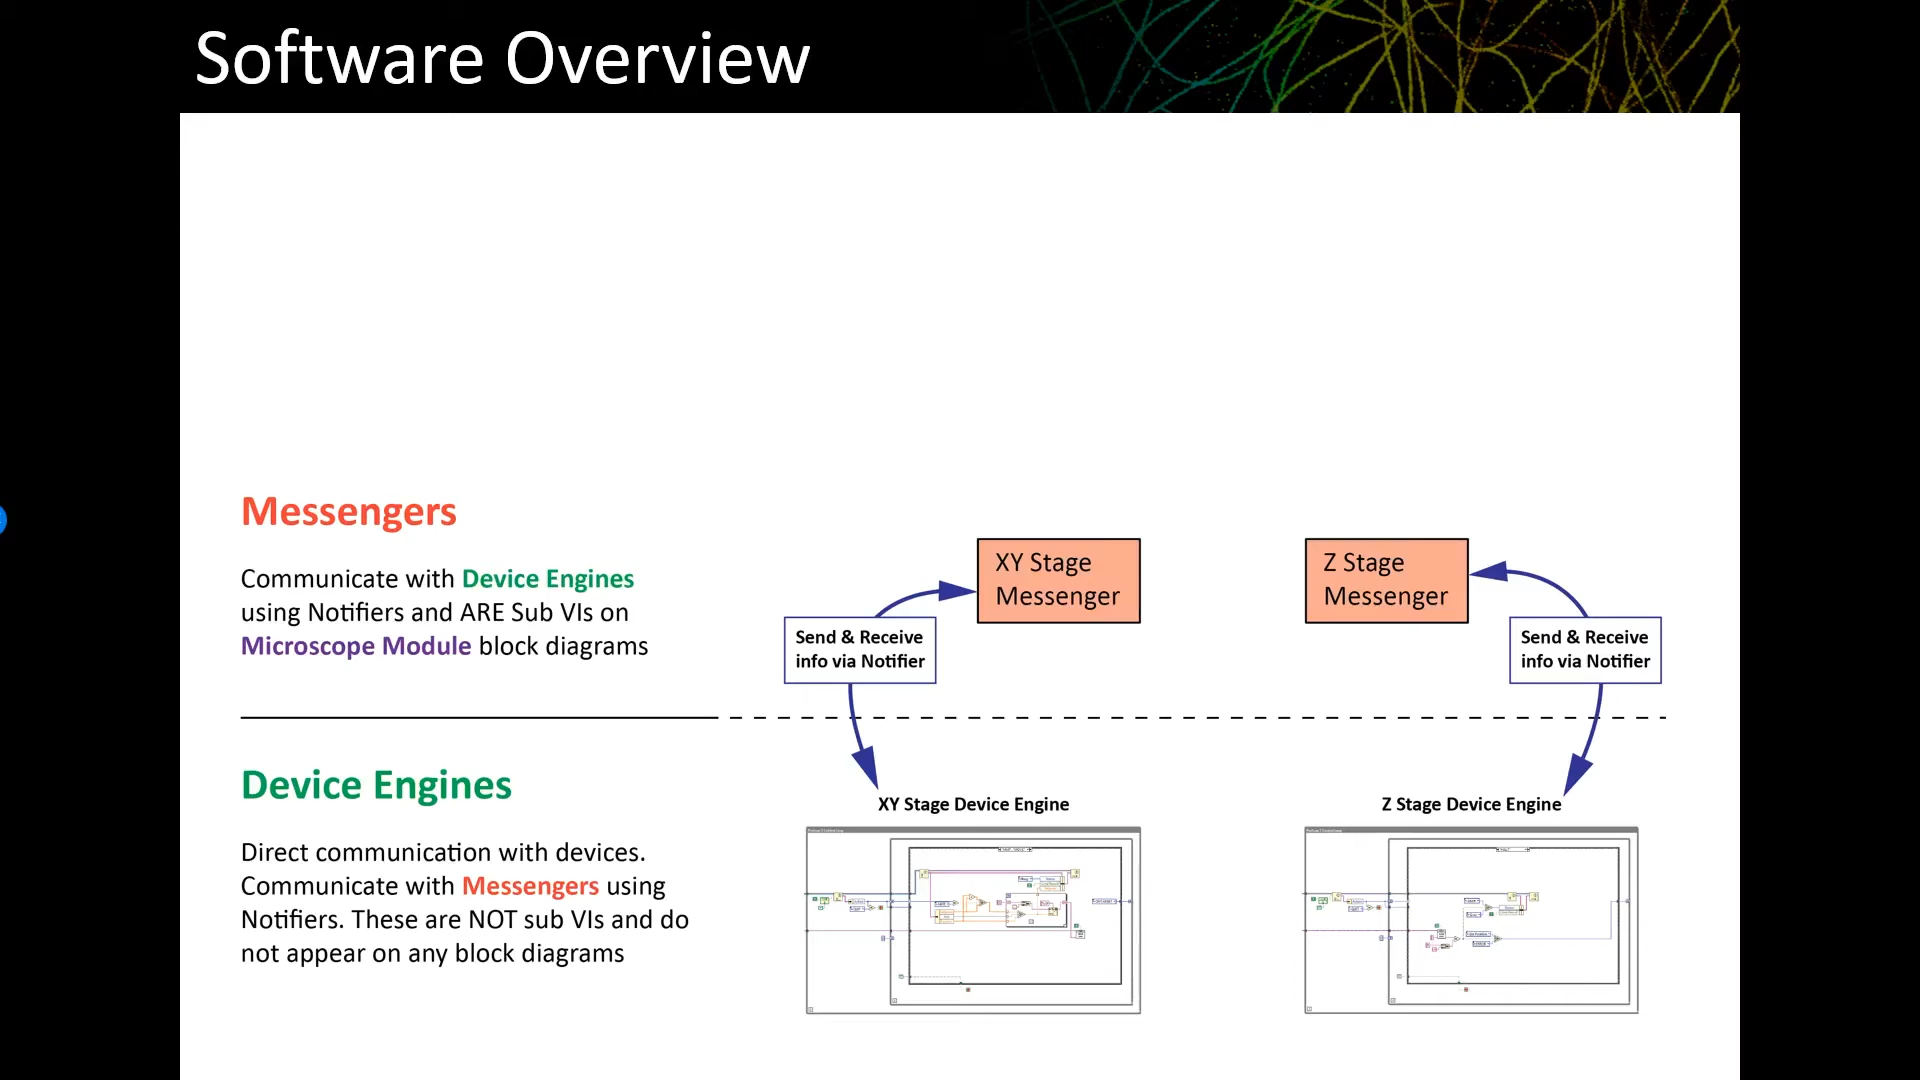 Software Overview
Messengers
Communicate with Device Engines
using Notifiers and ARE Sub VIs on
Microscope Module block diagrams
XY Stage
Messenger
Z Stage
Messenger
Send & Receive
info via Notifier
Send & Receive
info via Notifier
Device Engines
Direct communication with devices.
Communicate with Messengers using
Notifiers. These are NOT sub VIs and do
not appear on any block diagrams
XY Stage Device Engine
Z Stage Device Engine